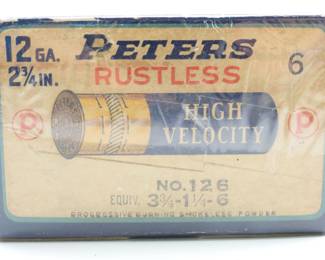 12 GA. PETERS 6
2¾ IN. RUSTLESS
P HIGH P
VELOCITY
NO. 126
EQUIV. 3¾-1¼-6
PROGRESSIVE BURNING SMOKELESS POWDER